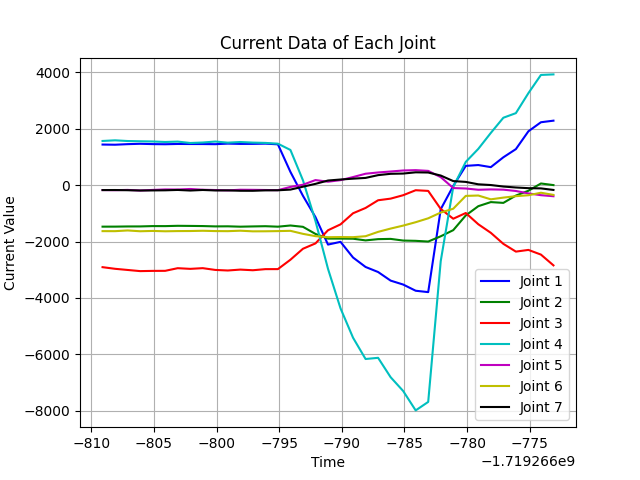 Current Data of Each Joint
4000
2000
0
−2000
−4000
−6000
−8000
Current Value
Joint 1
Joint 2
Joint 3
Joint 4
Joint 5
Joint 6
Joint 7
−810 −805 −800 −795 −790 −785 −780 −775
Time
−1.719266e9